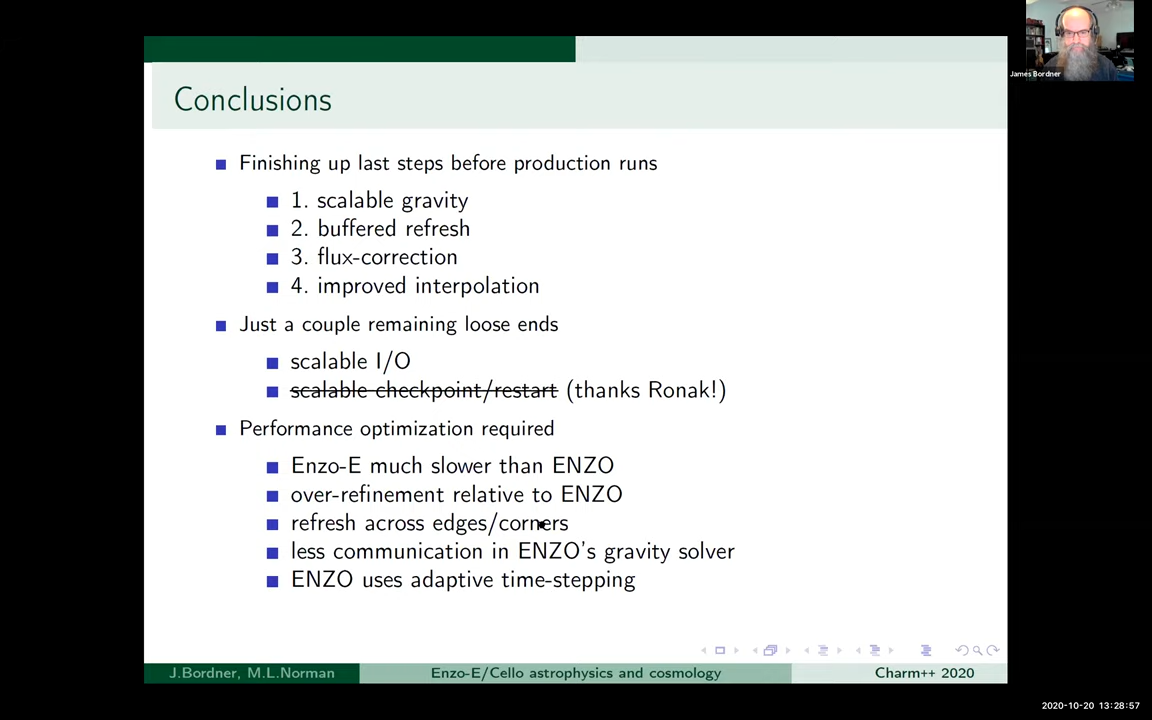 James Bordner
Conclusions
Finishing up last steps before production runs
1. scalable gravity
2. buffered refresh
3. flux-correction
4. improved interpolation
Just a couple remaining loose ends
scalable I/O
scalable checkpoint/restart (thanks Ronak!)
Performance optimization required
Enzo-E much slower than ENZO
over-refinement relative to ENZO
refresh across edges/corners
less communication in ENZO's gravity solver
ENZO uses adaptive time-stepping
J.Bordner, M.L.Norman
Enzo-E/Cello astrophysics and cosmology
Charm++ 2020
2020-10-20 13:28:57